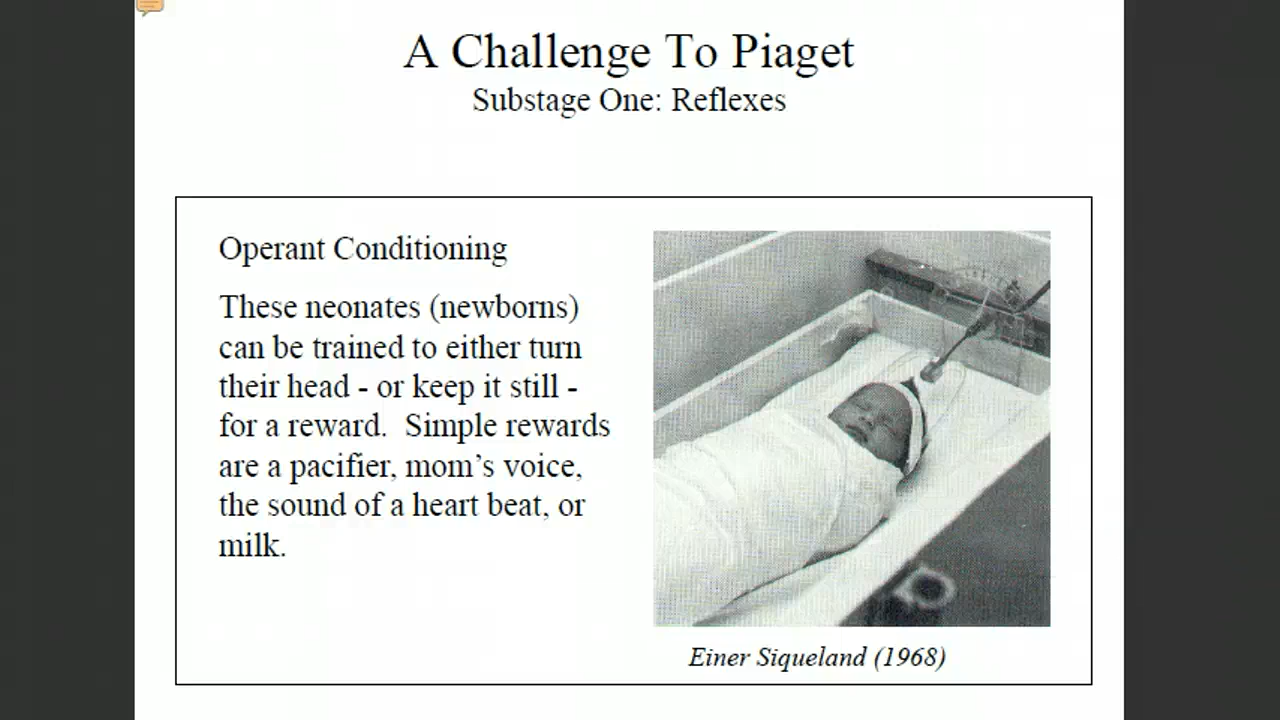 A Challenge To Piaget
Substage One: Reflexes
Operant Conditioning
These neonates (newborns)
can be trained to either turn
their head - or keep it still -
for a reward.  Simple rewards
are a pacifier, mom’s voice,
the sound of a heart beat, or
milk.
Einer Siqueland (1968)